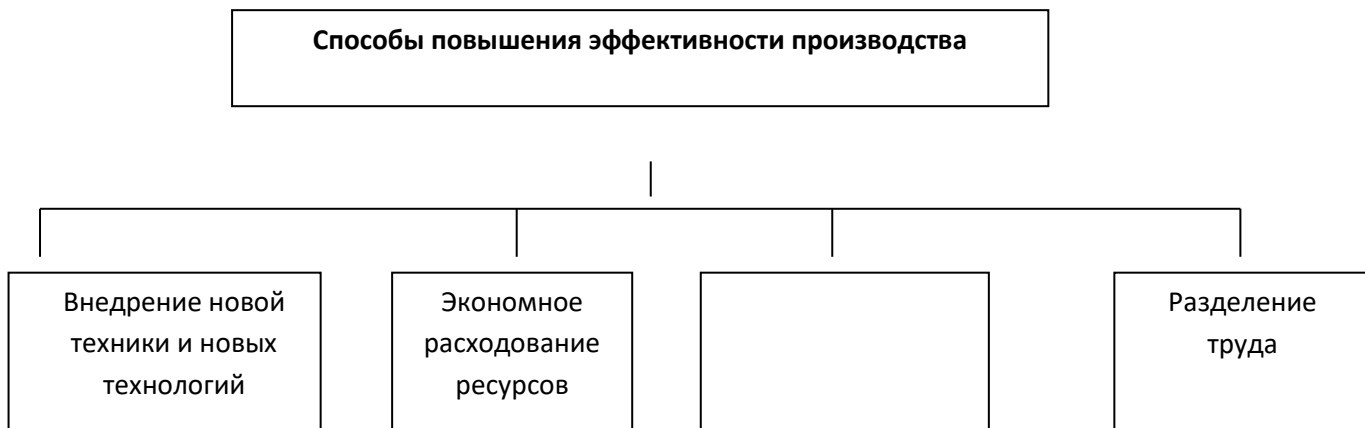 Способы повышения эффективности производства
Внедрение новой
техники и новых
технологий
Экономное
расходование
ресурсов
Разделение
труда